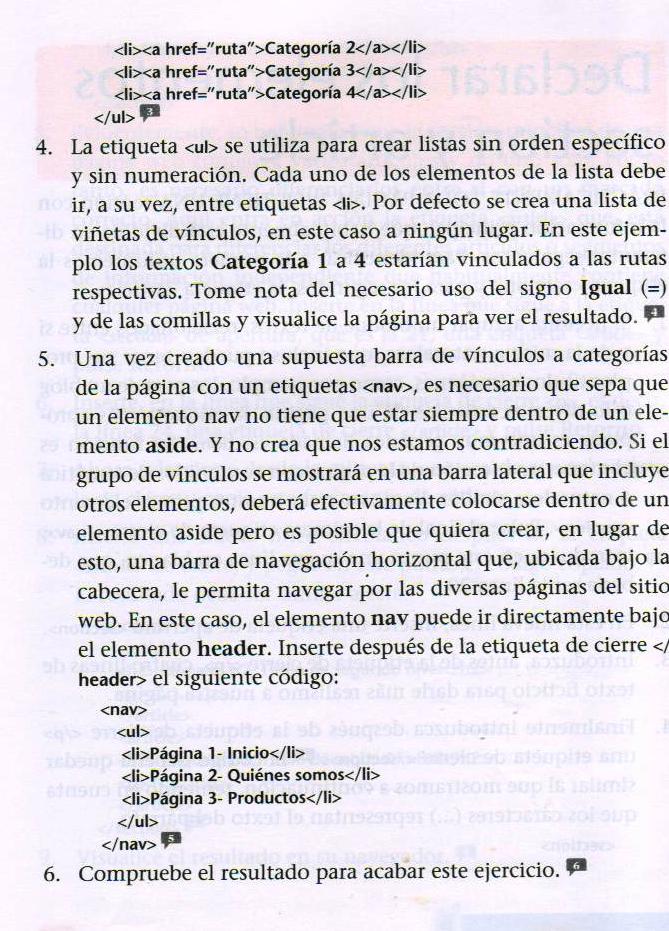 <li><a href="ruta">Categoría 2</a></li>
<li><a href="ruta">Categoría 3</a></li>
<li><a href="ruta">Categoría 4</a></li>
</ul> 3
4. La etiqueta <ul> se utiliza para crear listas sin orden específico
y sin numeración. Cada uno de los elementos de la lista debe
ir, a su vez, entre etiquetas <li>. Por defecto se crea una lista de
viñetas de vínculos, en este caso a ningún lugar. En este ejem-
plo los textos Categoría 1 a 4 estarían vinculados a las rutas
respectivas. Tome nota del necesario uso del signo Igual (=)
y de las comillas y visualice la página para ver el resultado. 4
5. Una vez creado una supuesta barra de vínculos a categorías
de la página con un etiquetas <nav>, es necesario que sepa que
un elemento nav no tiene que estar siempre dentro de un ele-
mento aside. Y no crea que nos estamos contradiciendo. Si el
grupo de vínculos se mostrará en una barra lateral que incluye
otros elementos, deberá efectivamente colocarse dentro de un
elemento aside pero es posible que quiera crear, en lugar de
esto, una barra de navegación horizontal que, ubicada bajo la
cabecera, le permita navegar por las diversas páginas del sitio
web. En este caso, el elemento nav puede ir directamente bajo
el elemento header. Inserte después de la etiqueta de cierre </
header> el siguiente código:
<nav>
<ul>
<li>Página 1- Inicio</li>
<li>Página 2- Quiénes somos</li>
<li>Página 3- Productos</li>
</ul>
</nav> 5
6. Compruebe el resultado para acabar este ejercicio. 6